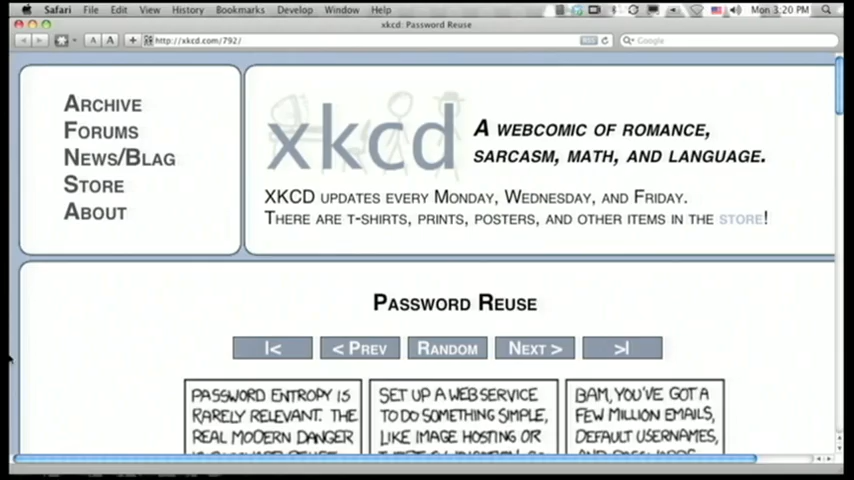 Safari File Edit View History Bookmarks Develop Window Help Mon 3:20 PM
xkcd: Password Reuse
A A + http://xkcd.com/792/ RSS Google
ARCHIVE
FORUMS
NEWS/BLAG
STORE
ABOUT
xkcd
A WEBCOMIC OF ROMANCE,
SARCASM, MATH, AND LANGUAGE.
XKCD UPDATES EVERY MONDAY, WEDNESDAY, AND FRIDAY.
THERE ARE T-SHIRTS, PRINTS, POSTERS, AND OTHER ITEMS IN THE STORE!
PASSWORD REUSE
|< < PREV RANDOM NEXT > >|
PASSWORD ENTROPY IS
RARELY RELEVANT. THE
REAL MODERN DANGER
SET UP A WEB SERVICE
TO DO SOMETHING SIMPLE,
LIKE IMAGE HOSTING OR
BAM, YOU'VE GOT A
FEW MILLION EMAILS,
DEFAULT USERNAMES,